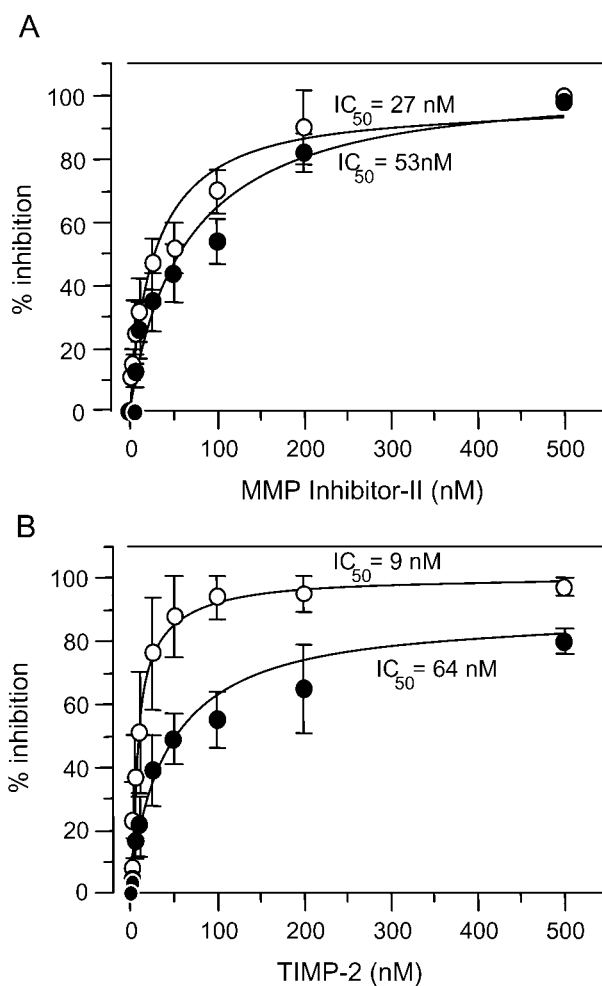 A
100
80
60
40
20
0
% inhibition
IC50= 27 nM
IC50= 53nM
0 100 200 300 400 500
MMP Inhibitor-II (nM)
B
100
80
60
40
20
0
% inhibition
IC50= 9 nM
IC50= 64 nM
0 100 200 300 400 500
TIMP-2 (nM)